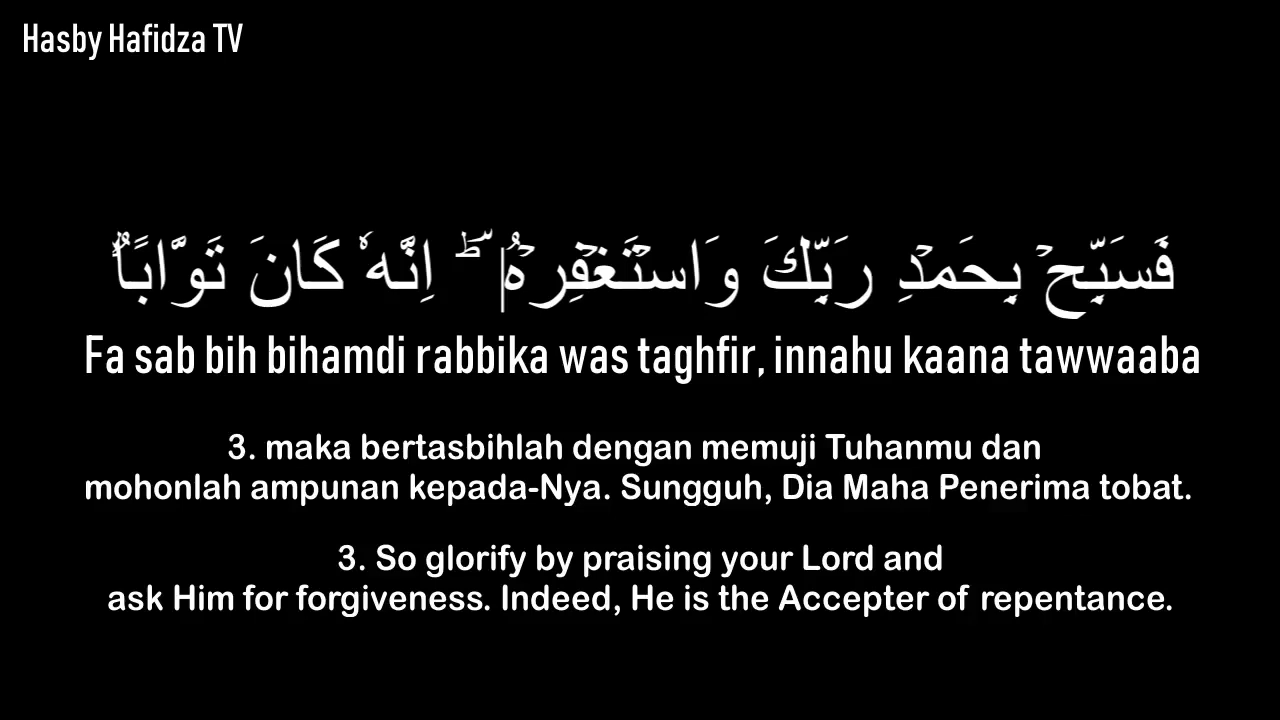 Hasby Hafidza TV
فَسَبِّحْ بِحَمْدِ رَبِّكَ وَاسْتَغْفِرْهُۗ اِنَّهٗ كَانَ تَوَّابًاࣖ
Fa sab bih bihamdi rabbika was taghfir, innahu kaana tawwaaba
3. maka bertasbihlah dengan memuji Tuhanmu dan
mohonlah ampunan kepada-Nya. Sungguh, Dia Maha Penerima tobat.
3. So glorify by praising your Lord and
ask Him for forgiveness. Indeed, He is the Accepter of repentance.